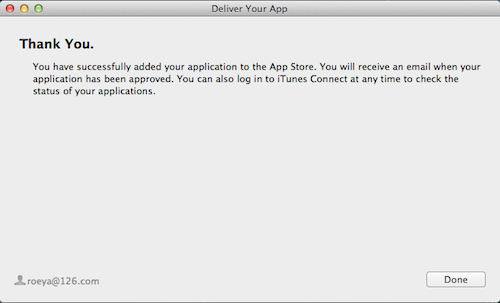 Deliver Your App
Thank You.
You have successfully added your application to the App Store. You will receive an email when your
application has been approved. You can also log in to iTunes Connect at any time to check the
status of your applications.
roeya@126.com
Done